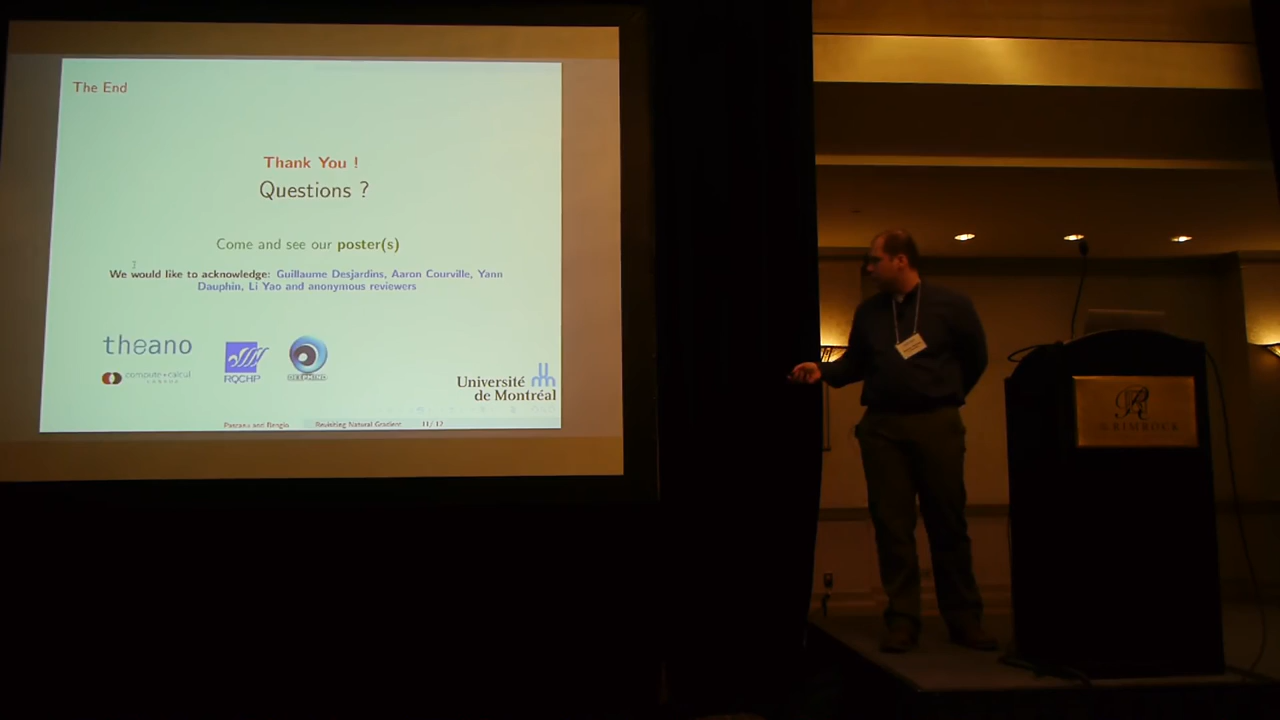 The End
Thank You !
Questions ?
Come and see our poster(s)
We would like to acknowledge: Guillaume Desjardins, Aaron Courville, Yann
Dauphin, Li Yao and anonymous reviewers
theano
compute • calcul
CANADA
RQCHP
Université
de Montréal
Pascanu and Bengio
Revisiting Natural Gradient
11/ 12
RIMROCK